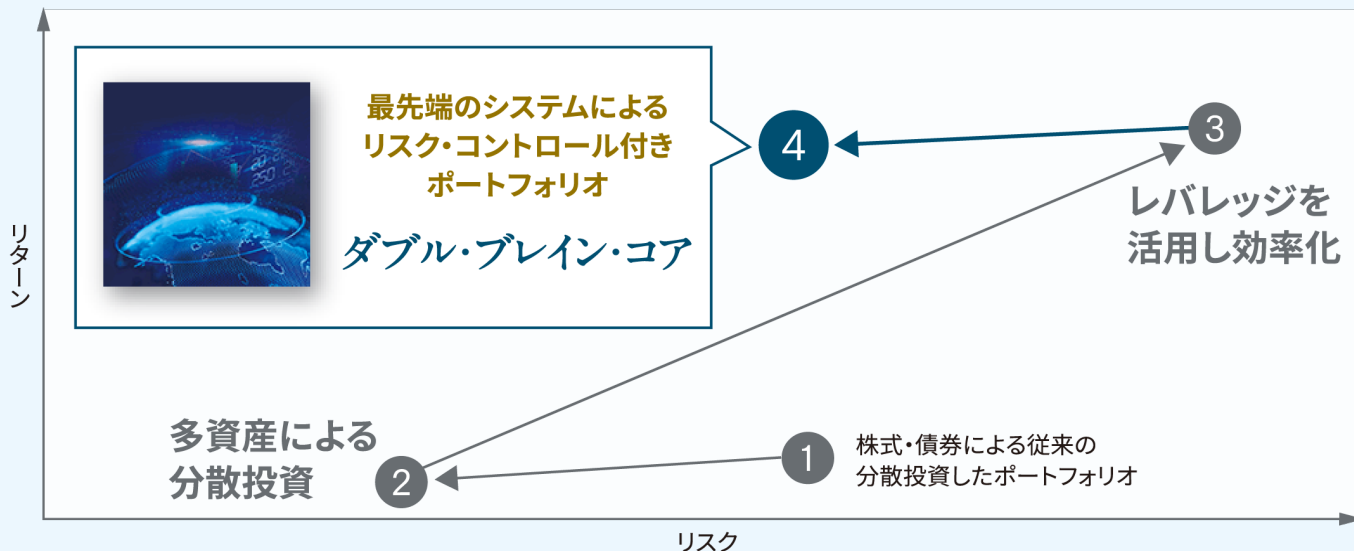 最先端のシステムによる
リスク・コントロール付き
ポートフォリオ
ダブル・ブレイン・コア
4
3
レバレッジを
活用し効率化
リターン
多資産による
分散投資
2
1
株式・債券による従来の
分散投資したポートフォリオ
リスク